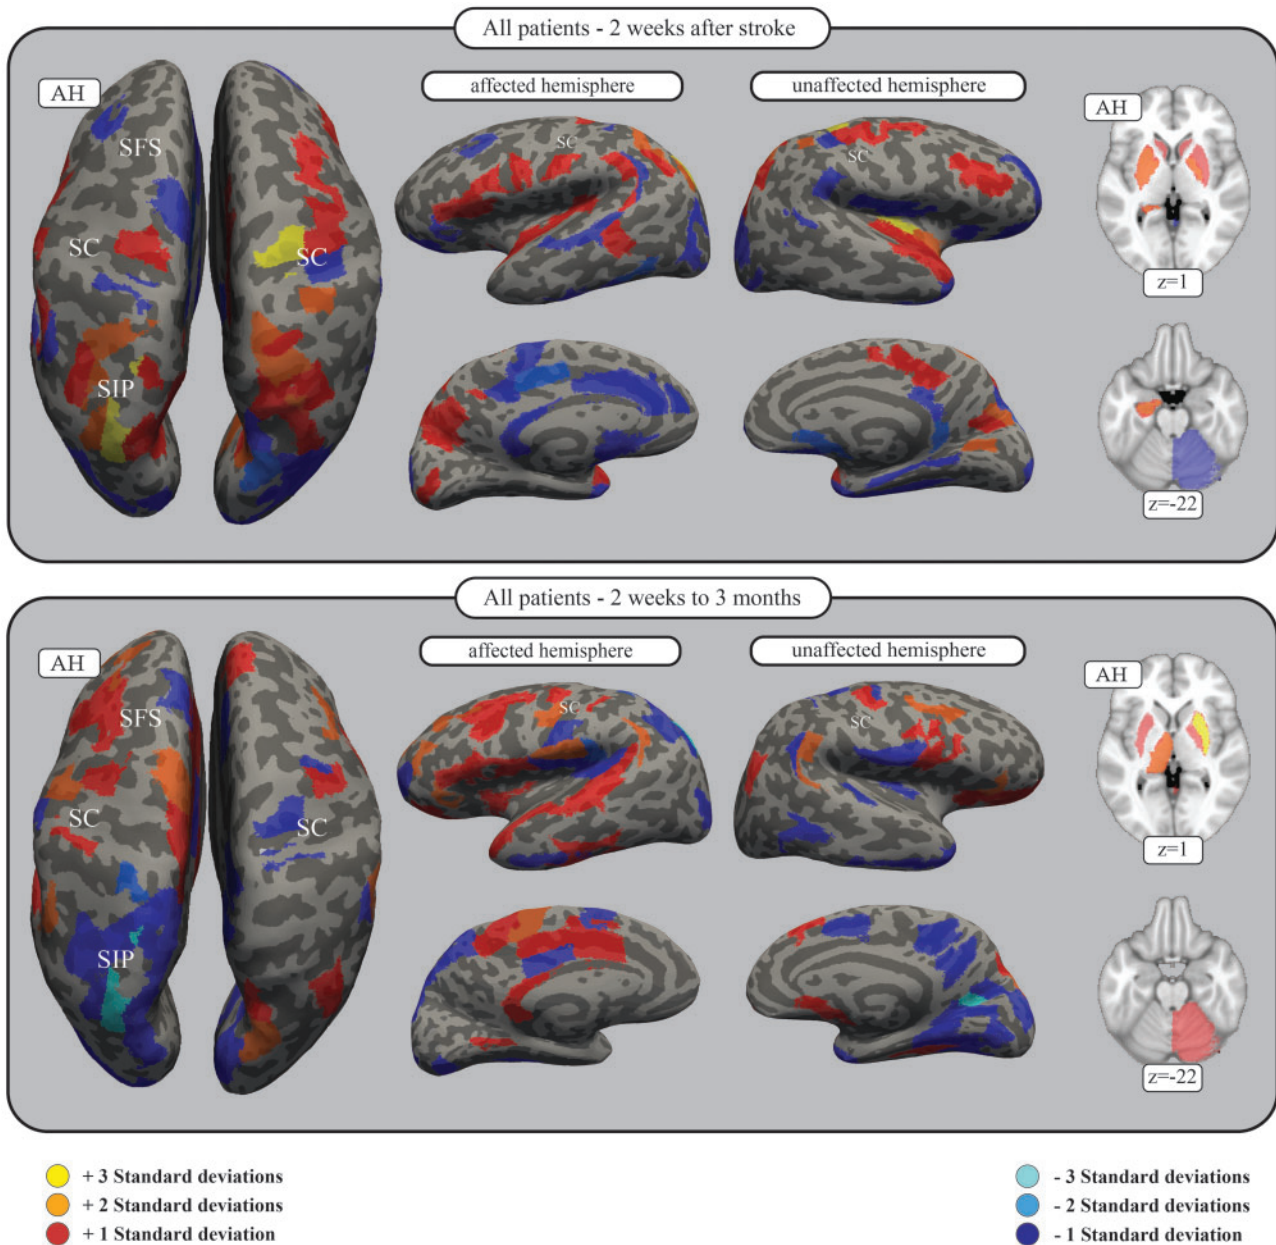 All patients - 2 weeks after stroke
AH
affected hemisphere
unaffected hemisphere
AH
SFS
SC
SC
SC
SC
SIP
z=1
z=-22
All patients - 2 weeks to 3 months
AH
affected hemisphere
unaffected hemisphere
AH
SFS
SC
SC
SC
SC
SIP
z=1
z=-22
+ 3 Standard deviations
+ 2 Standard deviations
+ 1 Standard deviation
- 3 Standard deviations
- 2 Standard deviations
- 1 Standard deviation